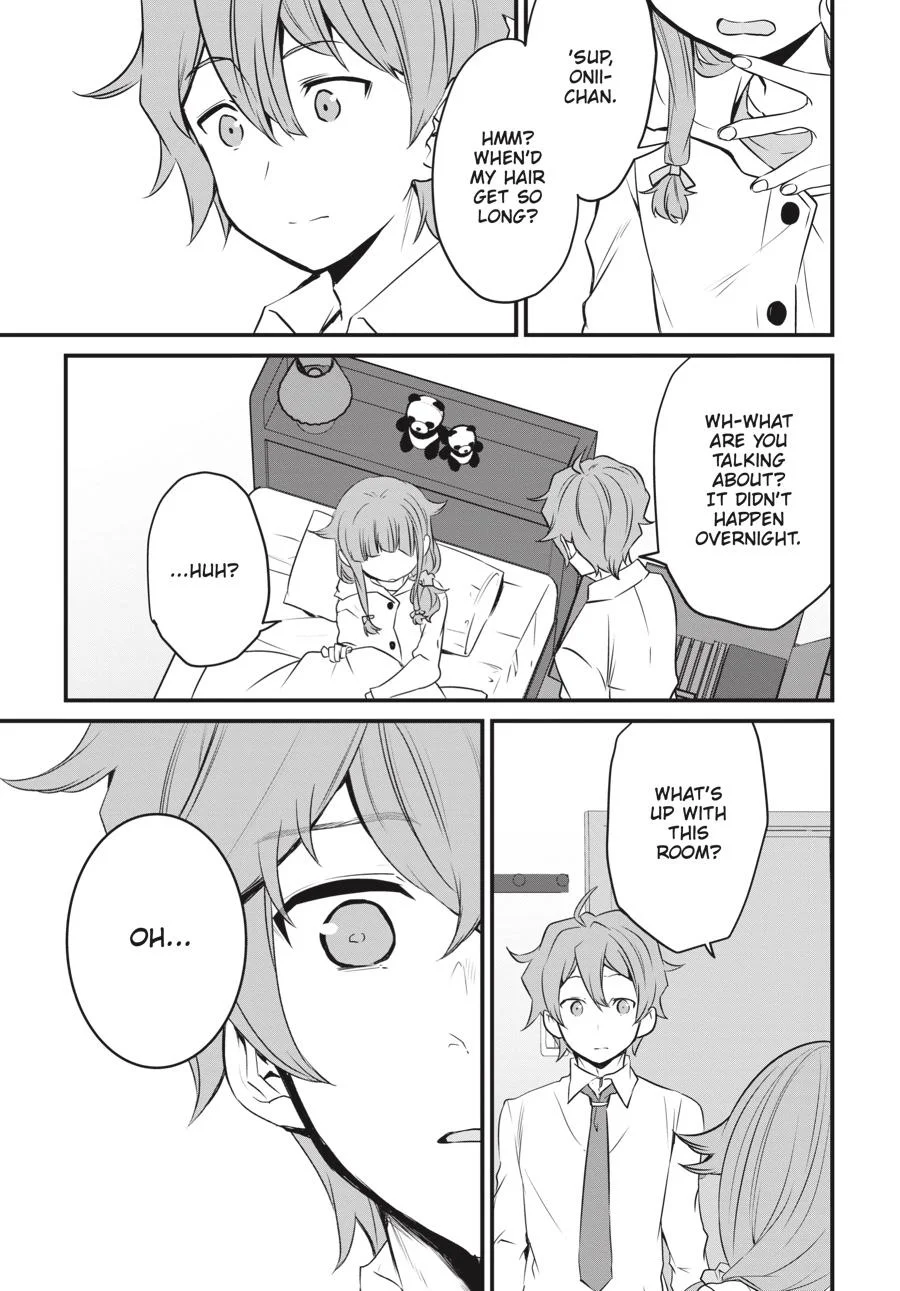 'SUP,
ONII-
CHAN.
HMM?
WHEN'D
MY HAIR
GET SO
LONG?
WH-WHAT
ARE YOU
TALKING
ABOUT?
IT DIDN'T
HAPPEN
OVERNIGHT.
...HUH?
WHAT'S
UP WITH
THIS
ROOM?
OH...